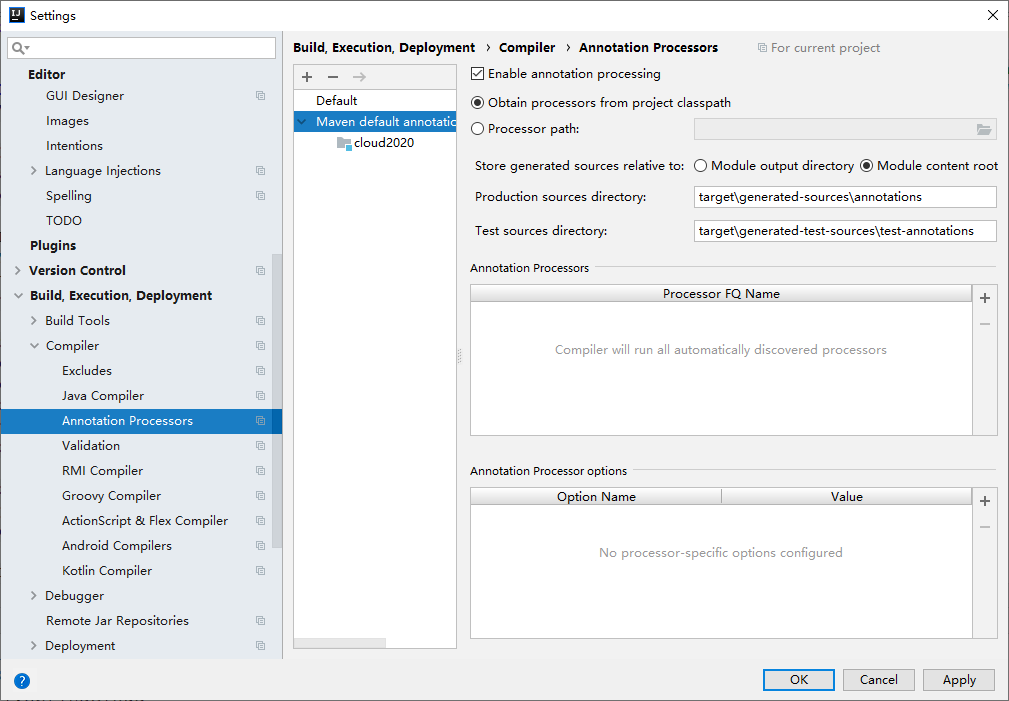 IJ Settings
Editor
GUI Designer
Images
Intentions
Language Injections
Spelling
TODO
Plugins
Version Control
Build, Execution, Deployment
Build Tools
Compiler
Excludes
Java Compiler
Annotation Processors
Validation
RMI Compiler
Groovy Compiler
ActionScript & Flex Compiler
Android Compilers
Kotlin Compiler
Debugger
Remote Jar Repositories
Deployment
Build, Execution, Deployment › Compiler › Annotation Processors
For current project
Default
Maven default annotatic
cloud2020
Enable annotation processing
Obtain processors from project classpath
Processor path:
Store generated sources relative to: Module output directory Module content root
Production sources directory: target\generated-sources\annotations
Test sources directory: target\generated-test-sources\test-annotations
Annotation Processors
Processor FQ Name
Compiler will run all automatically discovered processors
Annotation Processor options
Option Name Value
No processor-specific options configured
? OK Cancel Apply